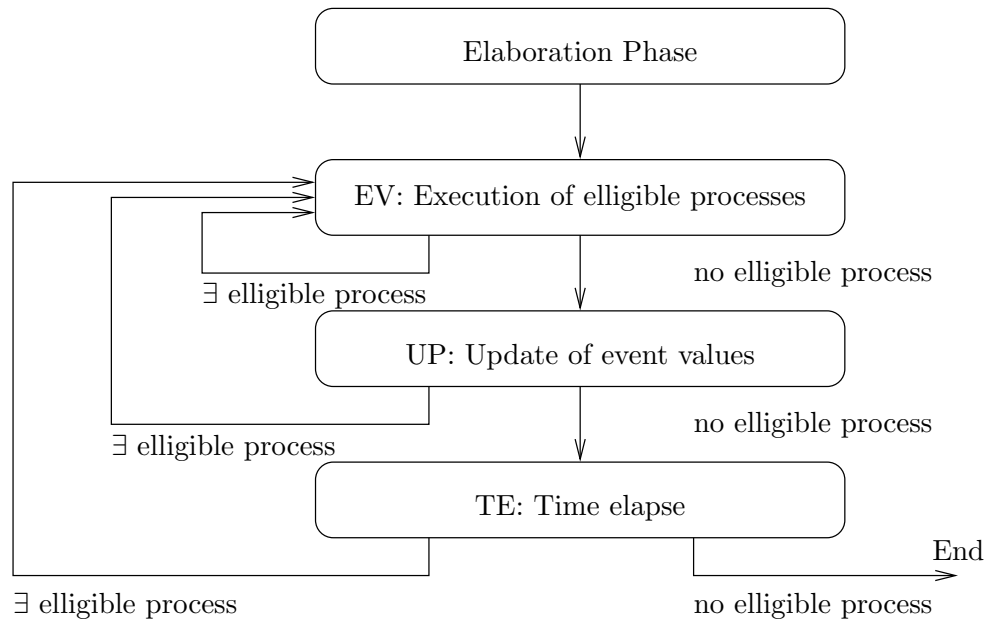 Elaboration Phase
EV: Execution of elligible processes
no elligible process
∃ elligible process
UP: Update of event values
no elligible process
∃ elligible process
TE: Time elapse
End
∃ elligible process
no elligible process